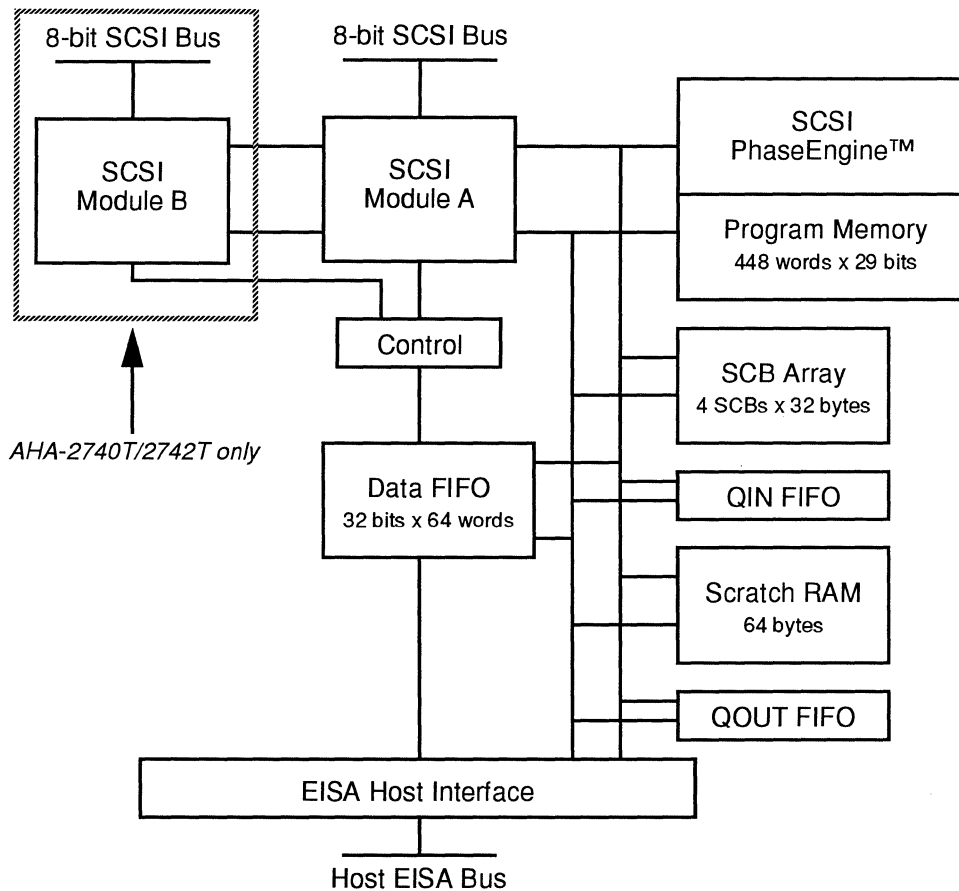 8-bit SCSI Bus
8-bit SCSI Bus
SCSI
Module B
SCSI
Module A
SCSI
PhaseEngine™
Program Memory
448 words x 29 bits
Control
SCB Array
4 SCBs x 32 bytes
AHA-2740T/2742T only
Data FIFO
32 bits x 64 words
QIN FIFO
Scratch RAM
64 bytes
QOUT FIFO
EISA Host Interface
Host EISA Bus